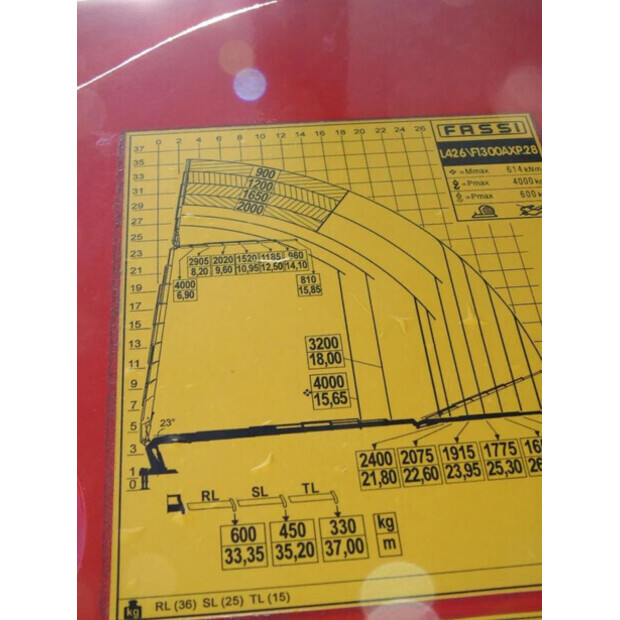 0 2 4 6 8 10 12 14 16 18 20 22 24 26
FASSI
L426\F1300AXP.28
= Mmax 614 kNm
= Pmax 4000 k
= Pmax 600 k
37
35
33
31
29
27
25
23
21
19
17
15
13
11
9
7
5
3
1
0
900
1200
1650
2000
2905 2020 1520 1185 960
8,20 9,60 10,95 12,50 14,10
4000
6,90
810
15,85
3200
18,00
4000
15,65
23°
2400 2075 1915 1775
21,80 22,60 23,95 25,30
RL SL TL
600 450 330 kg
33,35 35,20 37,00 m
kg RL (36) SL (25) TL (15)